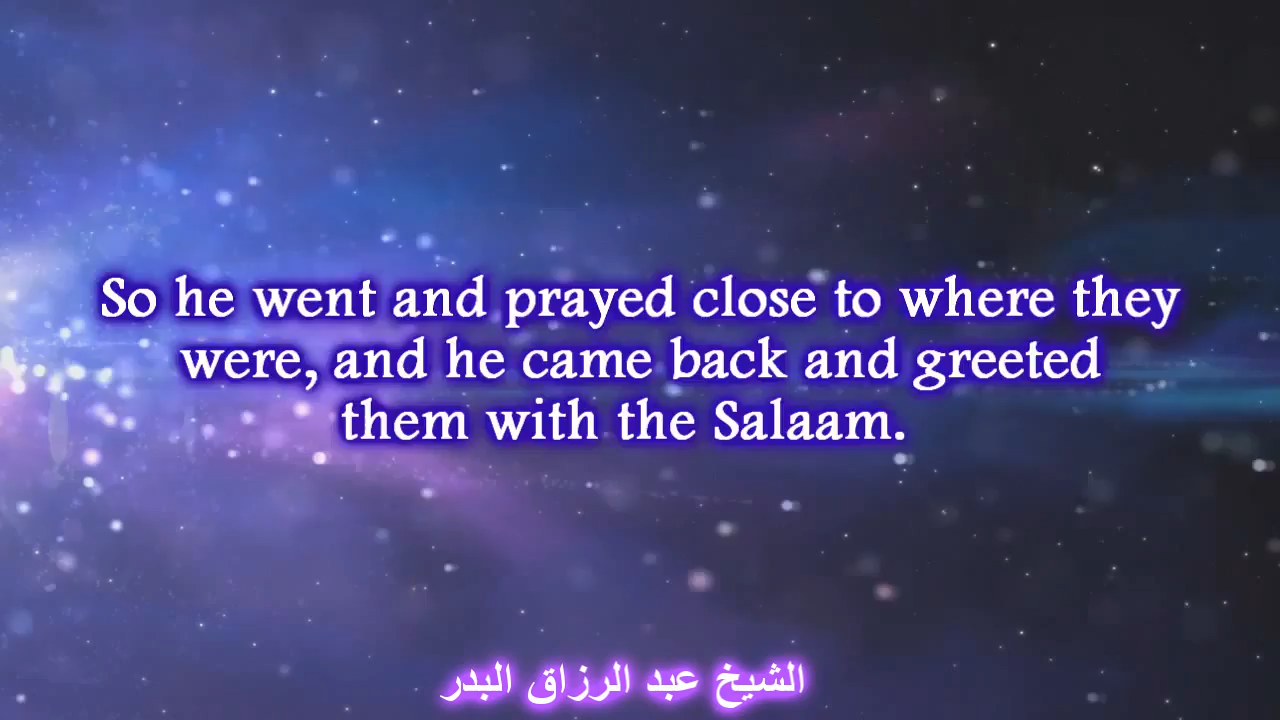 So he went and prayed close to where they
were, and he came back and greeted
them with the Salaam.
الشيخ عبد الرزاق البدر